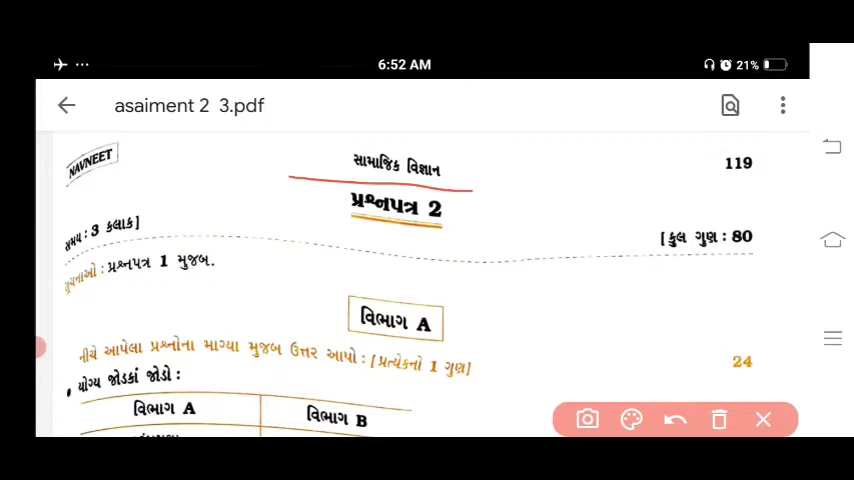 6:52 AM
21%
asaiment 2 3.pdf
NAVNEET
સામાજિક વિજ્ઞાન
119
પ્રશ્નપત્ર 2
સમય : 3 કલાક]
[કુલ ગુણ : 80
સૂચનાઓ : પ્રશ્નપત્ર 1 મુજબ.
વિભાગ A
નીચે આપેલા પ્રશ્નોના માગ્યા મુજબ ઉત્તર આપો : [પ્રત્યેકનો 1 ગુણ]
24
યોગ્ય જોડકાં જોડો :
વિભાગ A
વિભાગ B